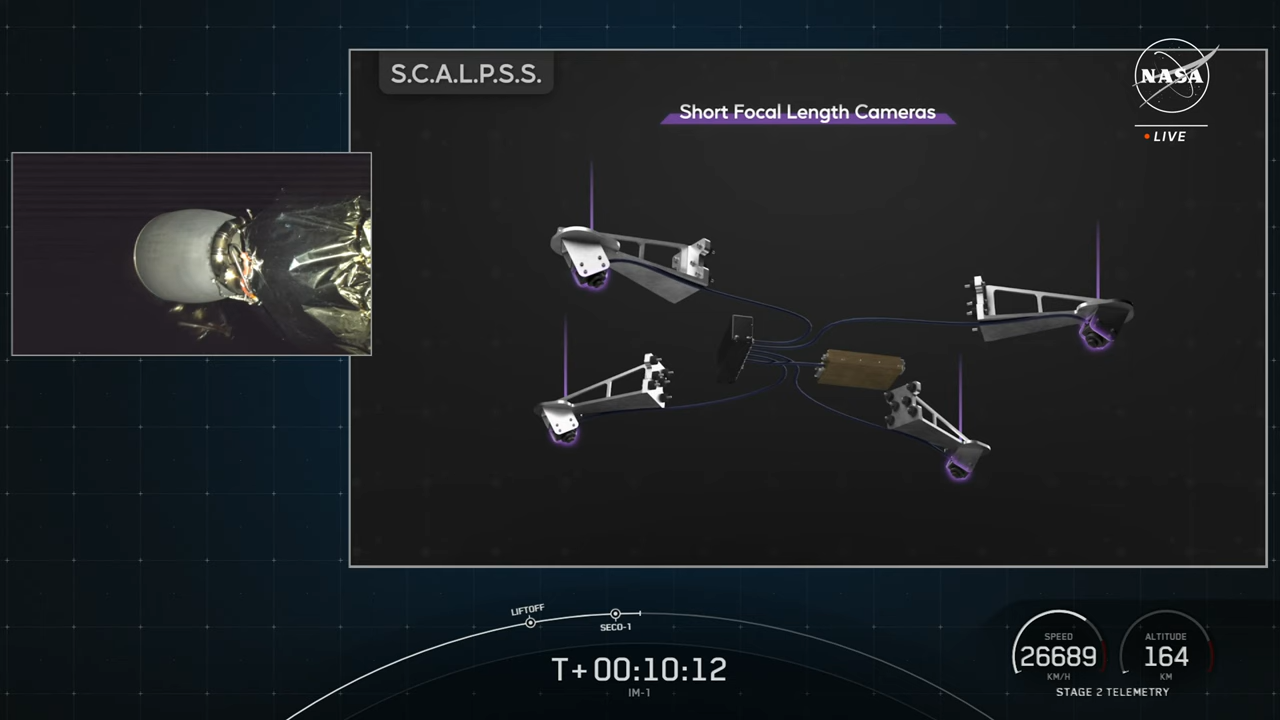 S.C.A.L.P.S.S.
Short Focal Length Cameras
NASA
LIVE
LIFTOFF
SECO-1
T+00:10:12
IM-1
SPEED
26689
KM/H
ALTITUDE
164
KM
STAGE 2 TELEMETRY